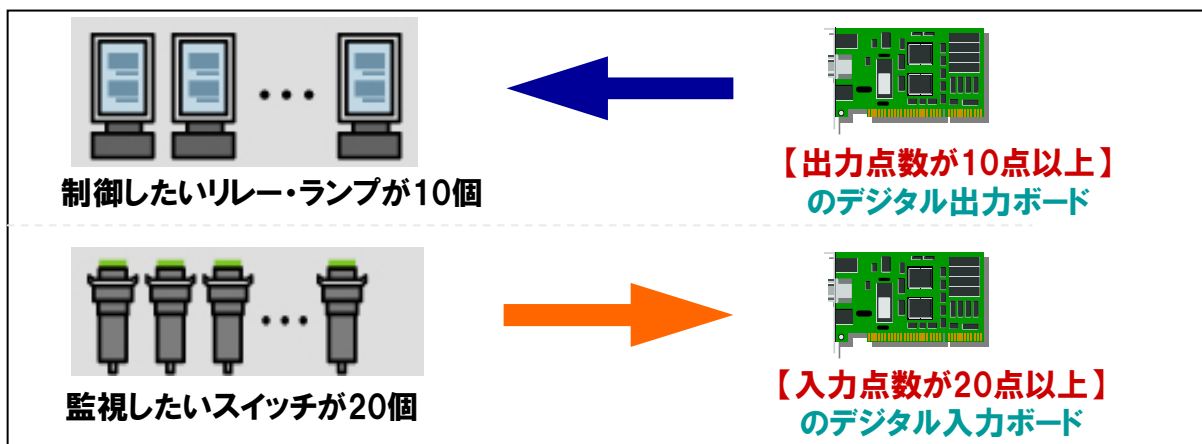 制御したいリレー・ランプが10個
【出力点数が10点以上】
のデジタル出力ボード
監視したいスイッチが20個
【入力点数が20点以上】
のデジタル入力ボード